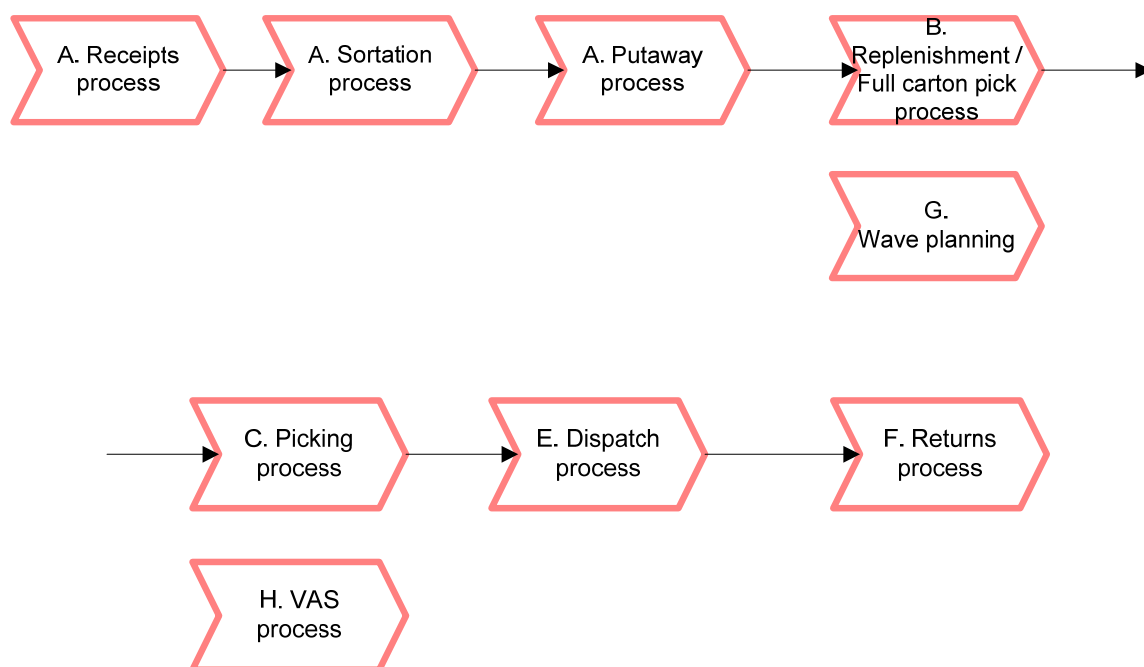 A. Receipts
process
A. Sortation
process
A. Putaway
process
B.
Replenishment /
Full carton pick
process
G.
Wave planning
C. Picking
process
E. Dispatch
process
F. Returns
process
H. VAS
process